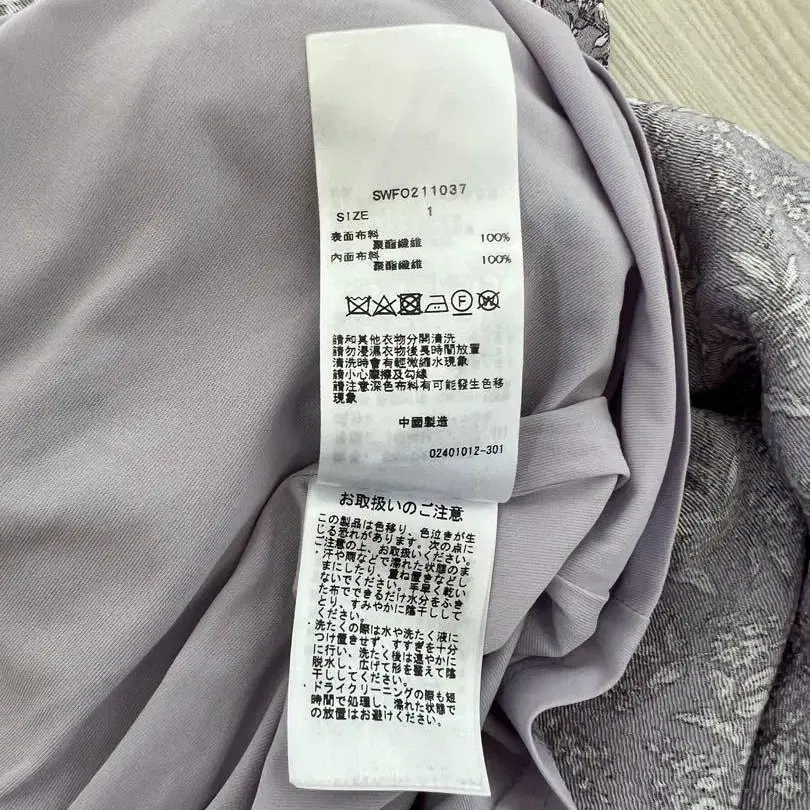 SWFO211037
SIZE 1
表面布料
聚酯纖維 100%
內面布料
聚酯纖維 100%
請和其他衣物分開清洗
請勿浸濕衣物後長時間放置
清洗時會有輕微縮水現象
請小心摩擦及勾線
請注意深色布料有可能發生色移
現象
中國製造
02401012-301
お取扱いのご注意
この製品は色移り、色泣きが生
じる恐れがあります。次の点に
ご注意の上、お取扱いください。
・汗や雨などで濡れた状態のま
まにしたり、重ね置きなどし
ないでください。手早く乾い
た布でできるだけ水分をふき
とり、すみやかに陰干しして
ください。
・洗たくの際は水や洗たく液に
つけ置きせず、すすぎを十分
に行い、洗たく後は速やかに
脱水し、広げて形を整えて陰
干ししてください。
・ドライクリーニングの際も短
時間で処理し、濡れた状態で
の放置はお避けください。